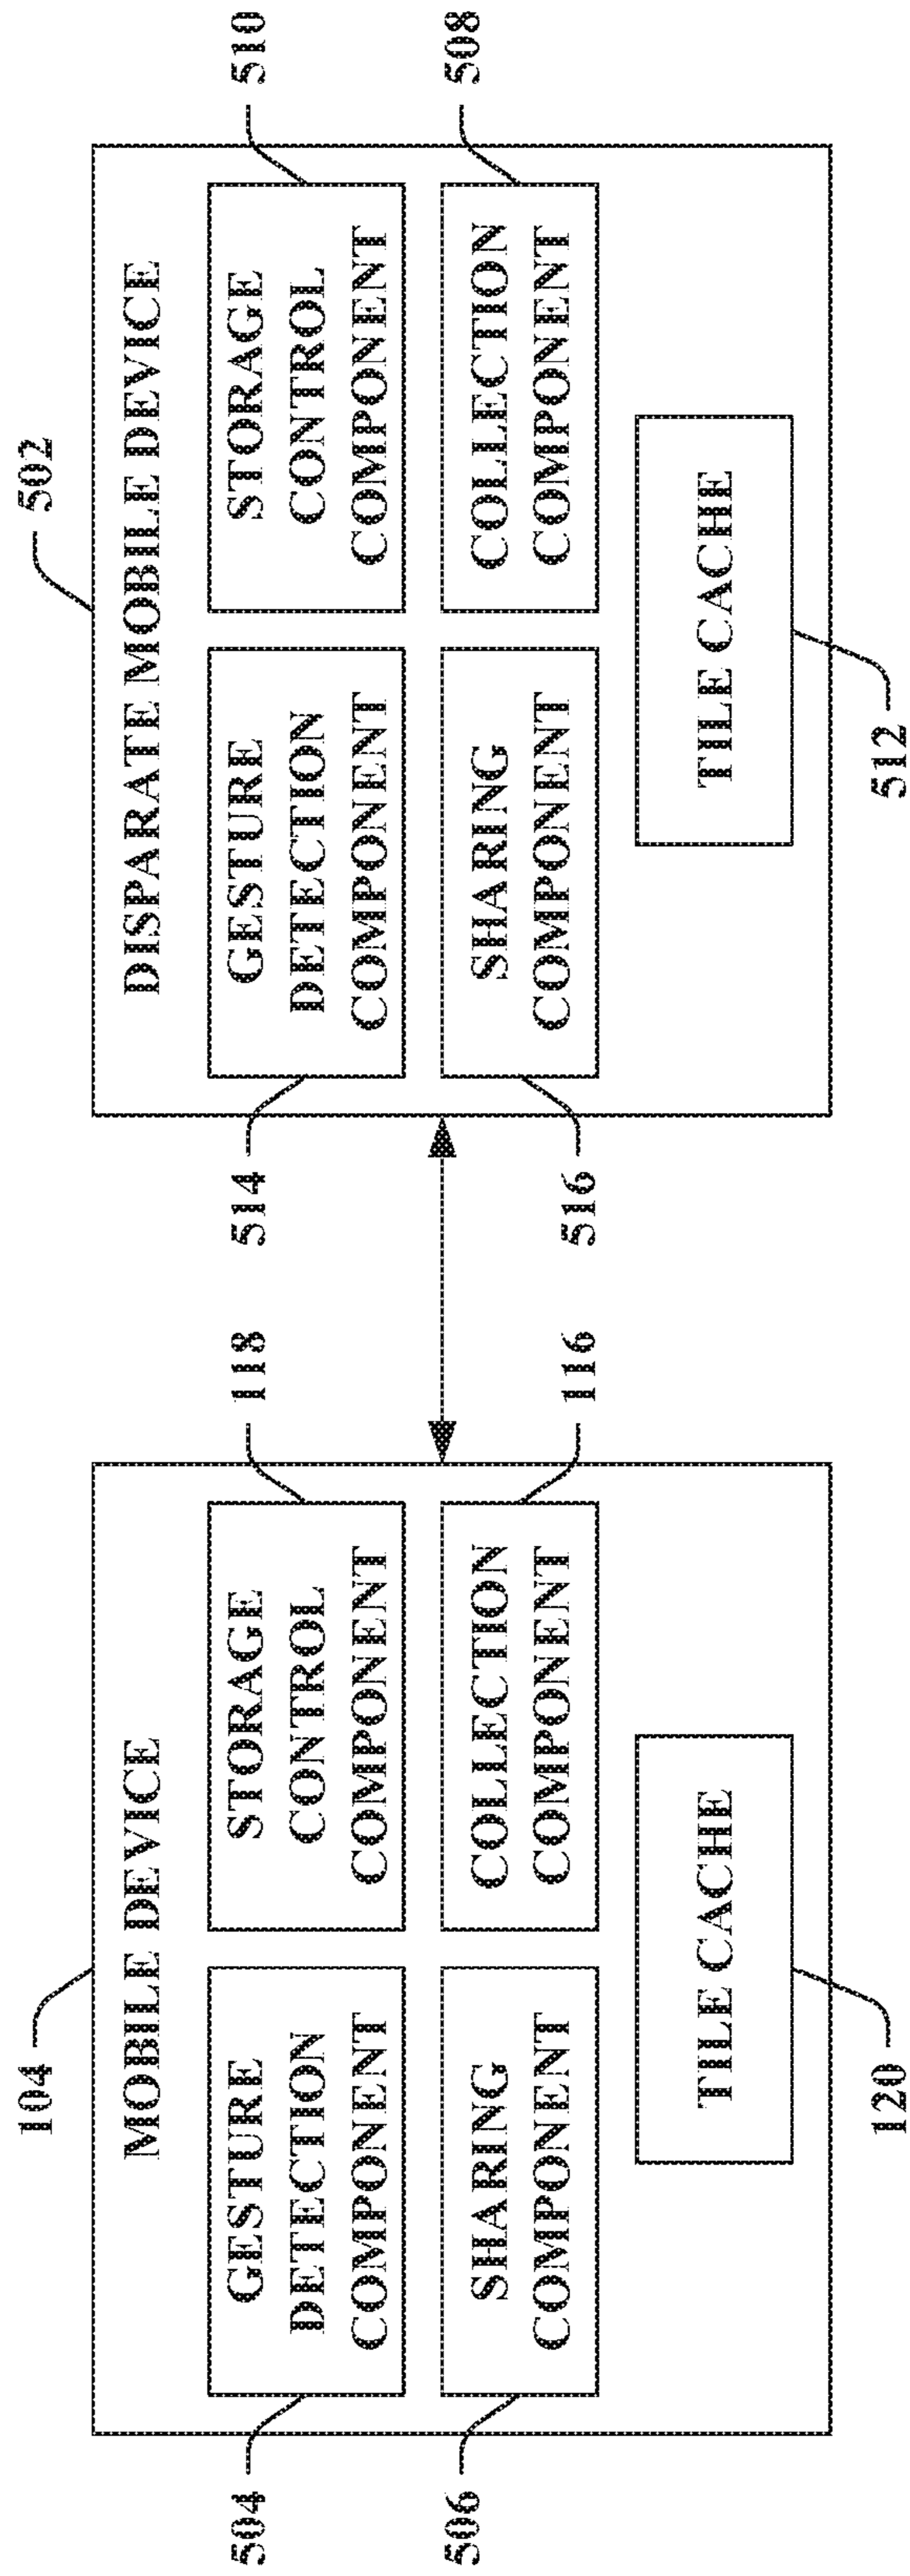 104
MOBILE DEVICE
504
GESTURE
DETECTION
COMPONENT
118
STORAGE
CONTROL
COMPONENT
506
SHARING
COMPONENT
116
COLLECTION
COMPONENT
TILE CACHE
120
502
DISPARATE MOBILE DEVICE
514
GESTURE
DETECTION
COMPONENT
510
STORAGE
CONTROL
COMPONENT
516
SHARING
COMPONENT
508
COLLECTION
COMPONENT
TILE CACHE
512